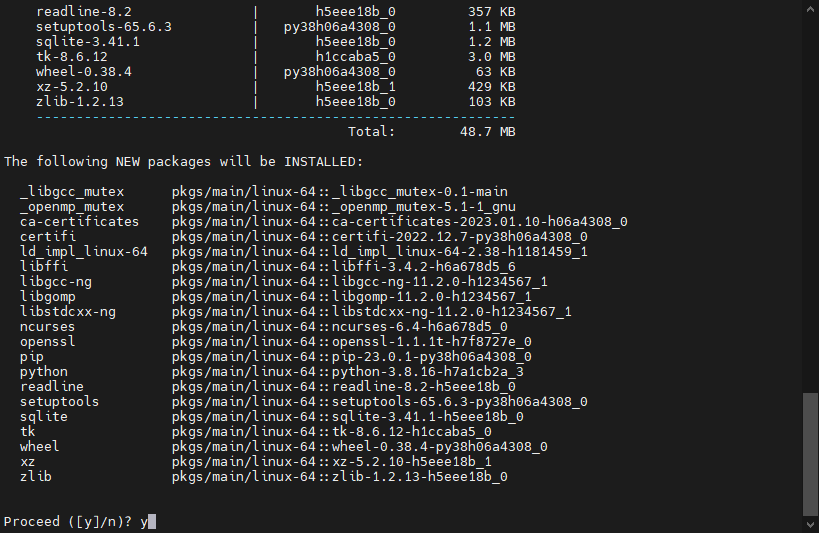 readline-8.2               |       h5eee18b_0         357 KB
setuptools-65.6.3          |   py38h06a4308_0         1.1 MB
sqlite-3.41.1              |       h5eee18b_0         1.2 MB
tk-8.6.12                  |       h1ccaba5_0         3.0 MB
wheel-0.38.4               |   py38h06a4308_0          63 KB
xz-5.2.10                  |       h5eee18b_1         429 KB
zlib-1.2.13                |       h5eee18b_0         103 KB
------------------------------------------------------------
Total:        48.7 MB
The following NEW packages will be INSTALLED:
_libgcc_mutex      pkgs/main/linux-64::_libgcc_mutex-0.1-main
_openmp_mutex      pkgs/main/linux-64::_openmp_mutex-5.1-1_gnu
ca-certificates    pkgs/main/linux-64::ca-certificates-2023.01.10-h06a4308_0
certifi            pkgs/main/linux-64::certifi-2022.12.7-py38h06a4308_0
ld_impl_linux-64   pkgs/main/linux-64::ld_impl_linux-64-2.38-h1181459_1
libffi             pkgs/main/linux-64::libffi-3.4.2-h6a678d5_6
libgcc-ng          pkgs/main/linux-64::libgcc-ng-11.2.0-h1234567_1
libgomp            pkgs/main/linux-64::libgomp-11.2.0-h1234567_1
libstdcxx-ng       pkgs/main/linux-64::libstdcxx-ng-11.2.0-h1234567_1
ncurses            pkgs/main/linux-64::ncurses-6.4-h6a678d5_0
openssl            pkgs/main/linux-64::openssl-1.1.1t-h7f8727e_0
pip                pkgs/main/linux-64::pip-23.0.1-py38h06a4308_0
python             pkgs/main/linux-64::python-3.8.16-h7a1cb2a_3
readline           pkgs/main/linux-64::readline-8.2-h5eee18b_0
setuptools         pkgs/main/linux-64::setuptools-65.6.3-py38h06a4308_0
sqlite             pkgs/main/linux-64::sqlite-3.41.1-h5eee18b_0
tk                 pkgs/main/linux-64::tk-8.6.12-h1ccaba5_0
wheel              pkgs/main/linux-64::wheel-0.38.4-py38h06a4308_0
xz                 pkgs/main/linux-64::xz-5.2.10-h5eee18b_1
zlib               pkgs/main/linux-64::zlib-1.2.13-h5eee18b_0
Proceed ([y]/n)? y